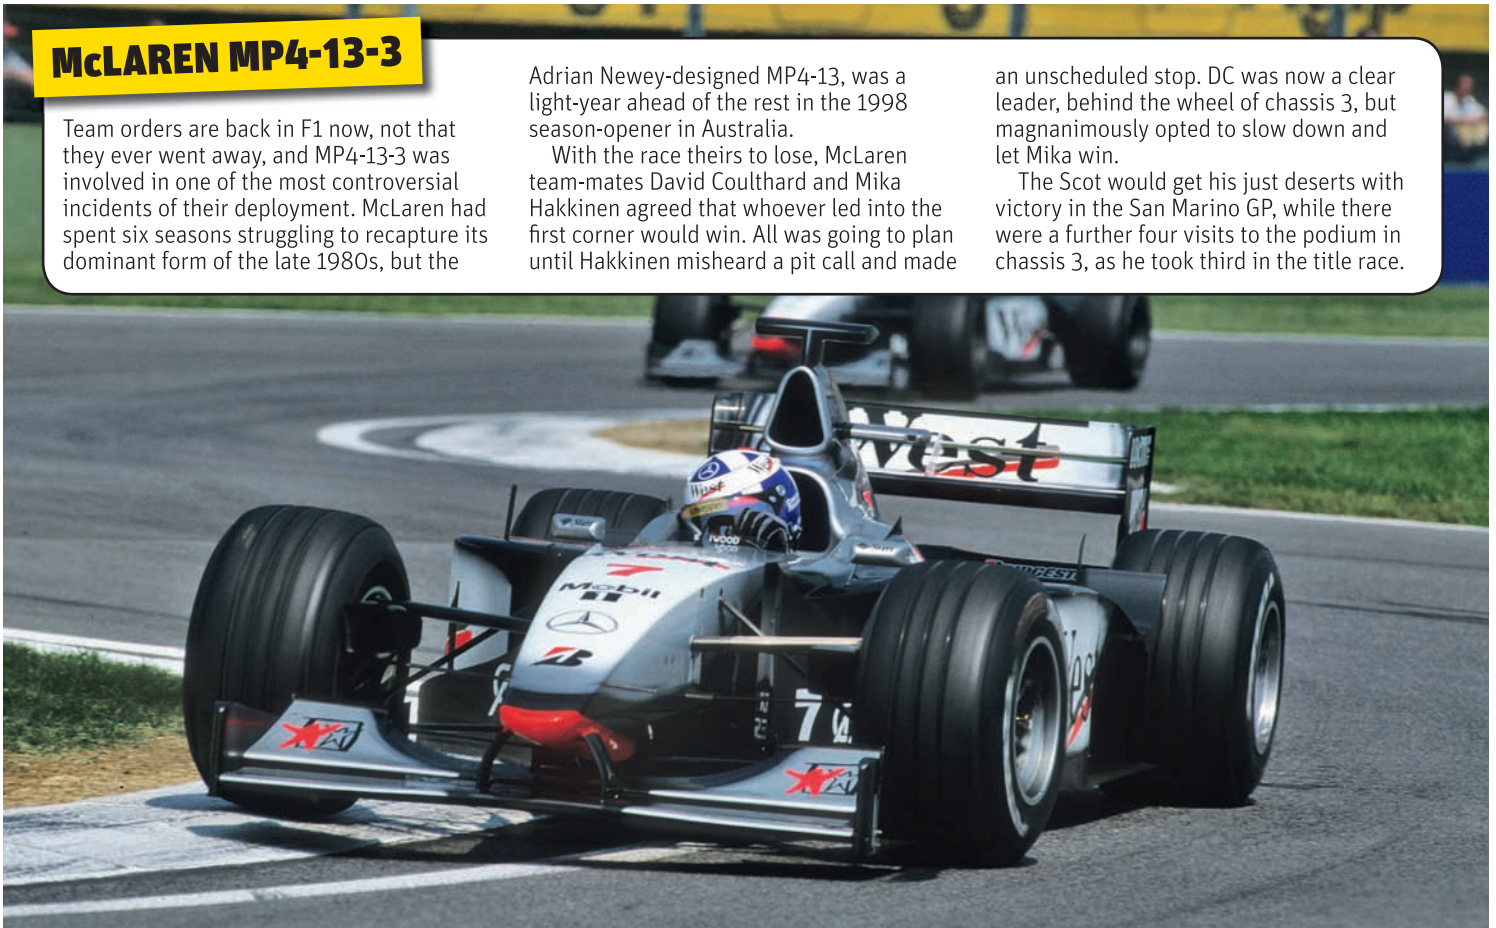 McLAREN MP4-13-3
Team orders are back in F1 now, not that
they ever went away, and MP4-13-3 was
involved in one of the most controversial
incidents of their deployment. McLaren had
spent six seasons struggling to recapture its
dominant form of the late 1980s, but the
Adrian Newey-designed MP4-13, was a
light-year ahead of the rest in the 1998
season-opener in Australia.
With the race theirs to lose, McLaren
team-mates David Coulthard and Mika
Hakkinen agreed that whoever led into the
first corner would win. All was going to plan
until Hakkinen misheard a pit call and made
an unscheduled stop. DC was now a clear
leader, behind the wheel of chassis 3, but
magnanimously opted to slow down and
let Mika win.
The Scot would get his just deserts with
victory in the San Marino GP, while there
were a further four visits to the podium in
chassis 3, as he took third in the title race.
West
West
7
Mobil
1
7